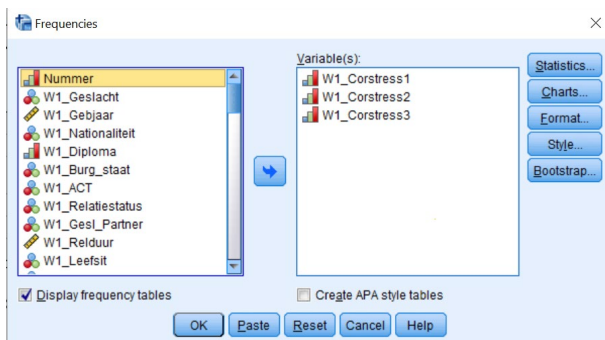 Frequencies
Nummer
W1_Geslacht
W1_Gebjaar
W1_Nationaliteit
W1_Diploma
W1_Burg_staat
W1_ACT
W1_Relatiestatus
W1_Gesl_Partner
W1_Relduur
W1_Leefsit
Variable(s):
W1_Corstress1
W1_Corstress2
W1_Corstress3
Statistics...
Charts...
Format...
Style...
Bootstrap...
Display frequency tables
Create APA style tables
OK Paste Reset Cancel Help